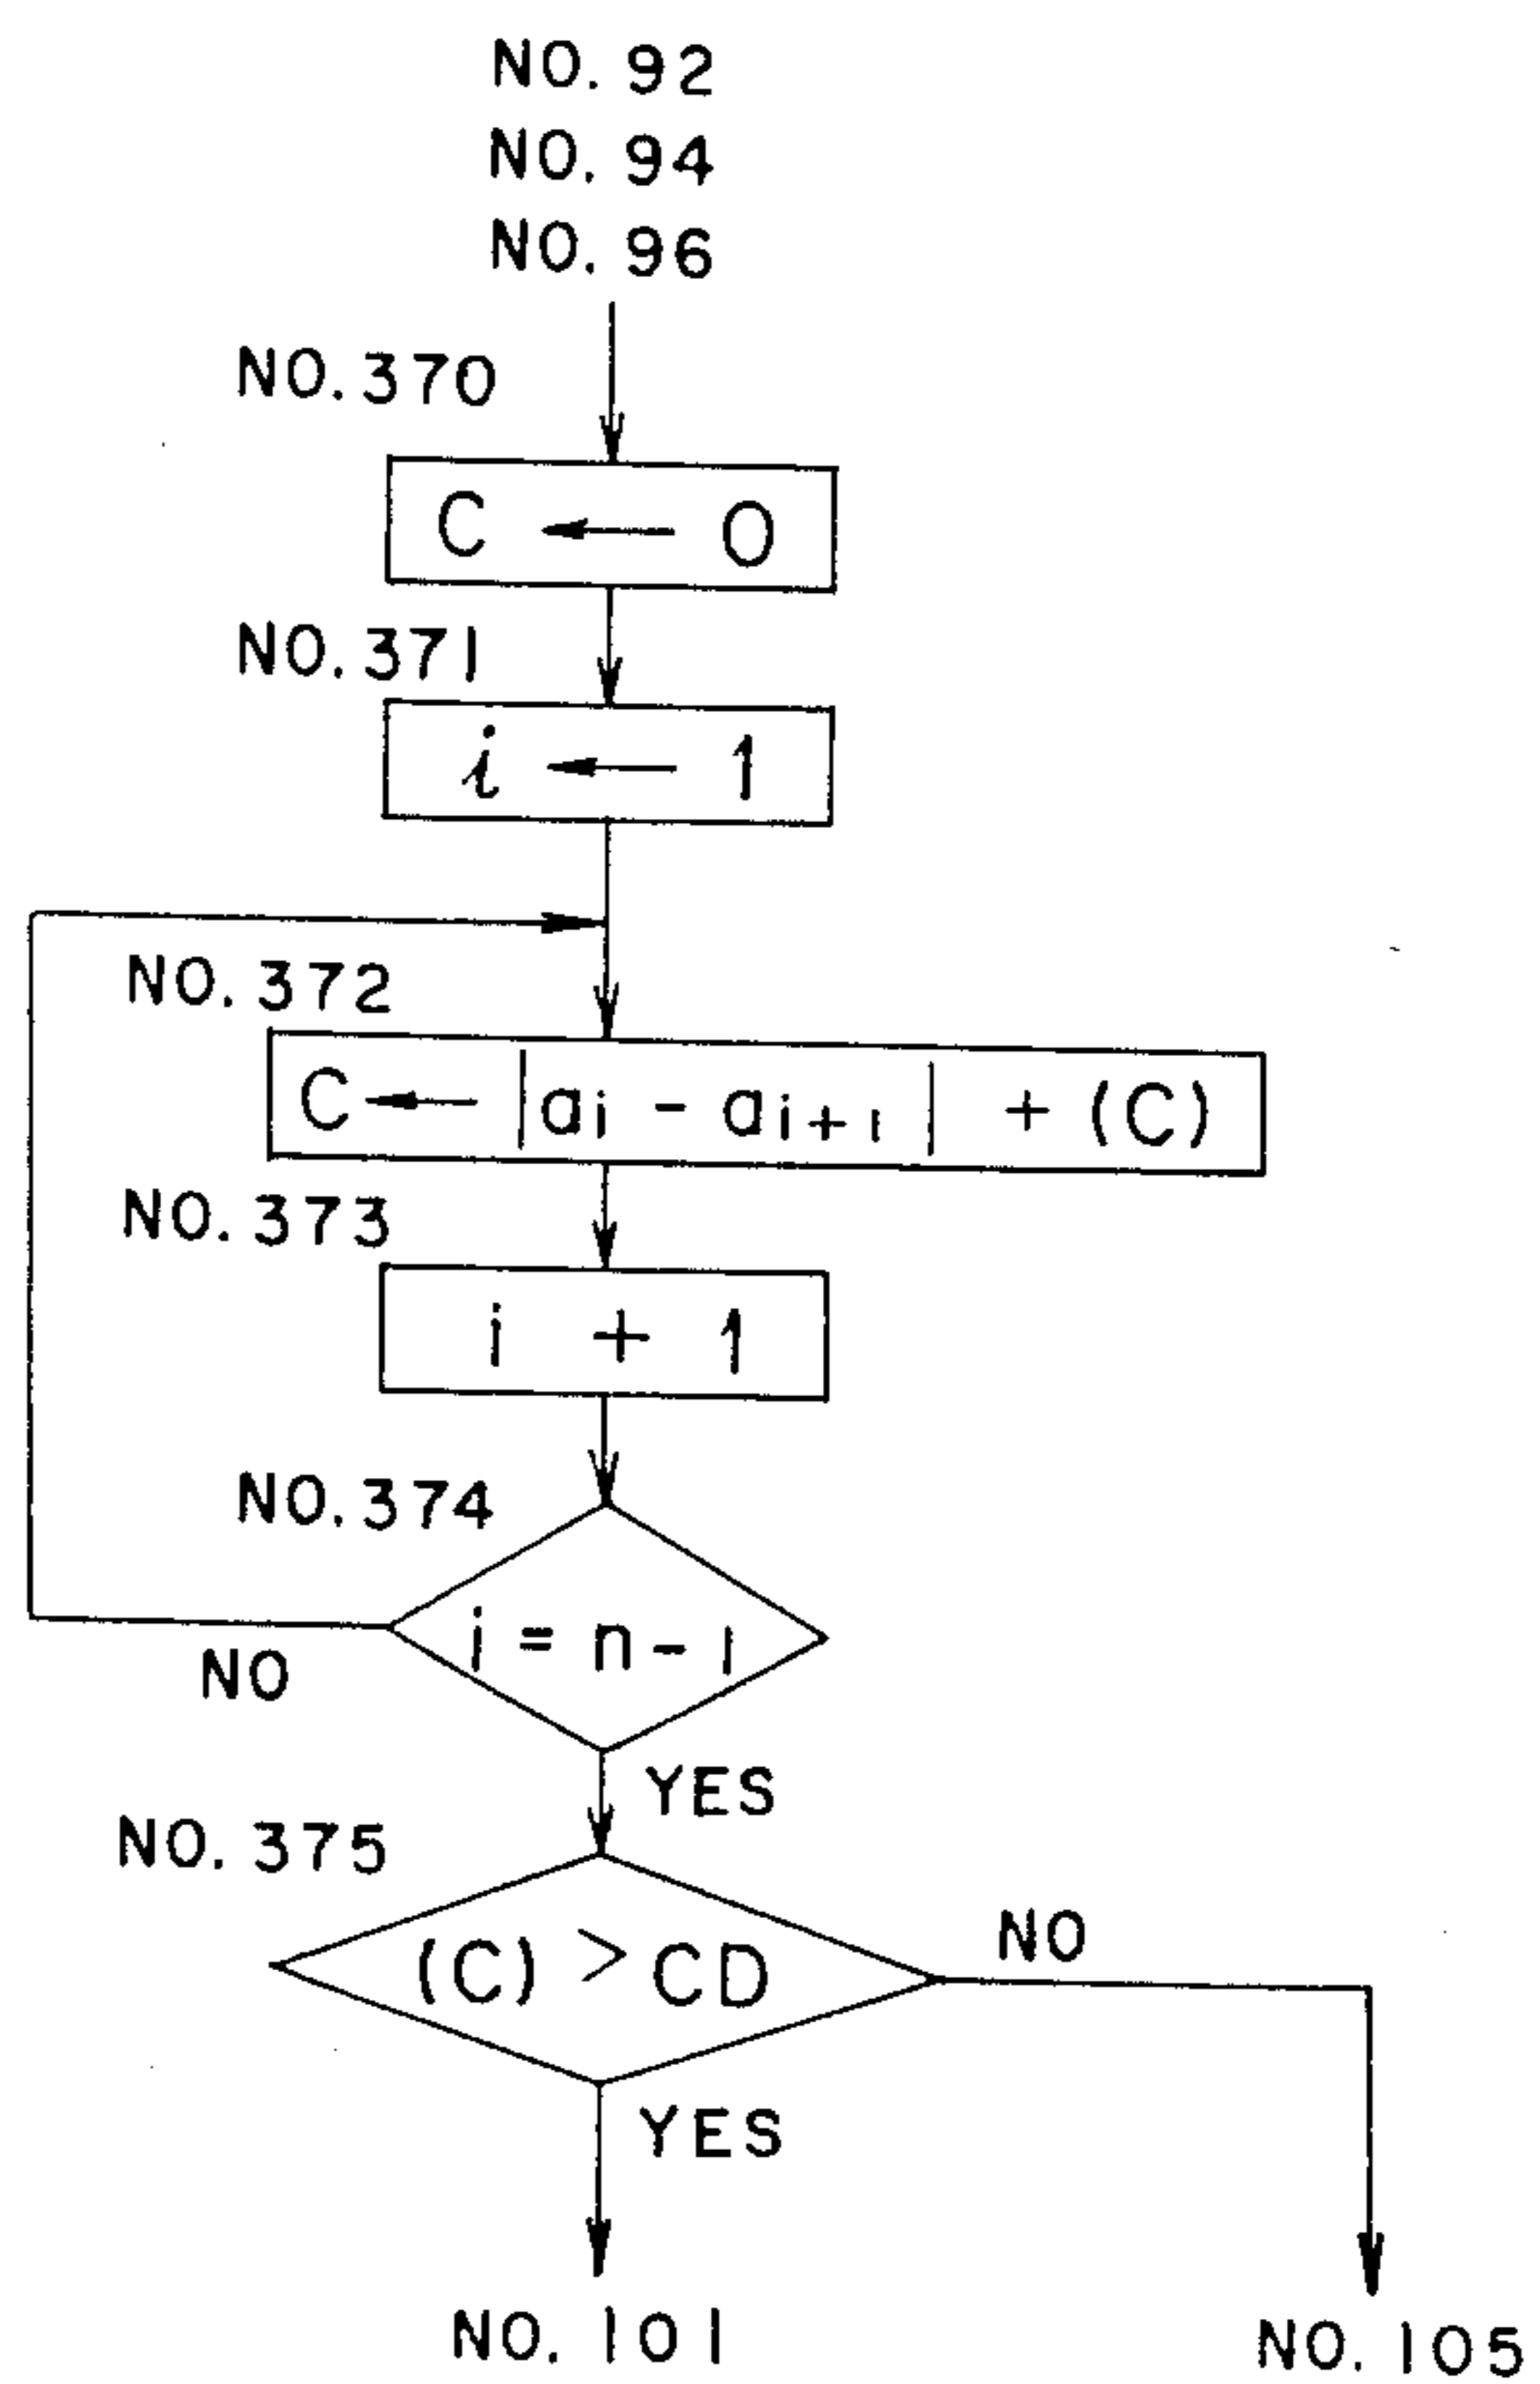 NO. 92
NO. 94
NO. 96
NO. 370
C ← 0
NO. 371
i ← 1
NO. 372
C ← |ai - ai+1| + (C)
NO. 373
i + 1
NO. 374
i = n - 1
NO
YES
NO. 375
(C) > CD
NO
YES
NO. 101
NO. 105